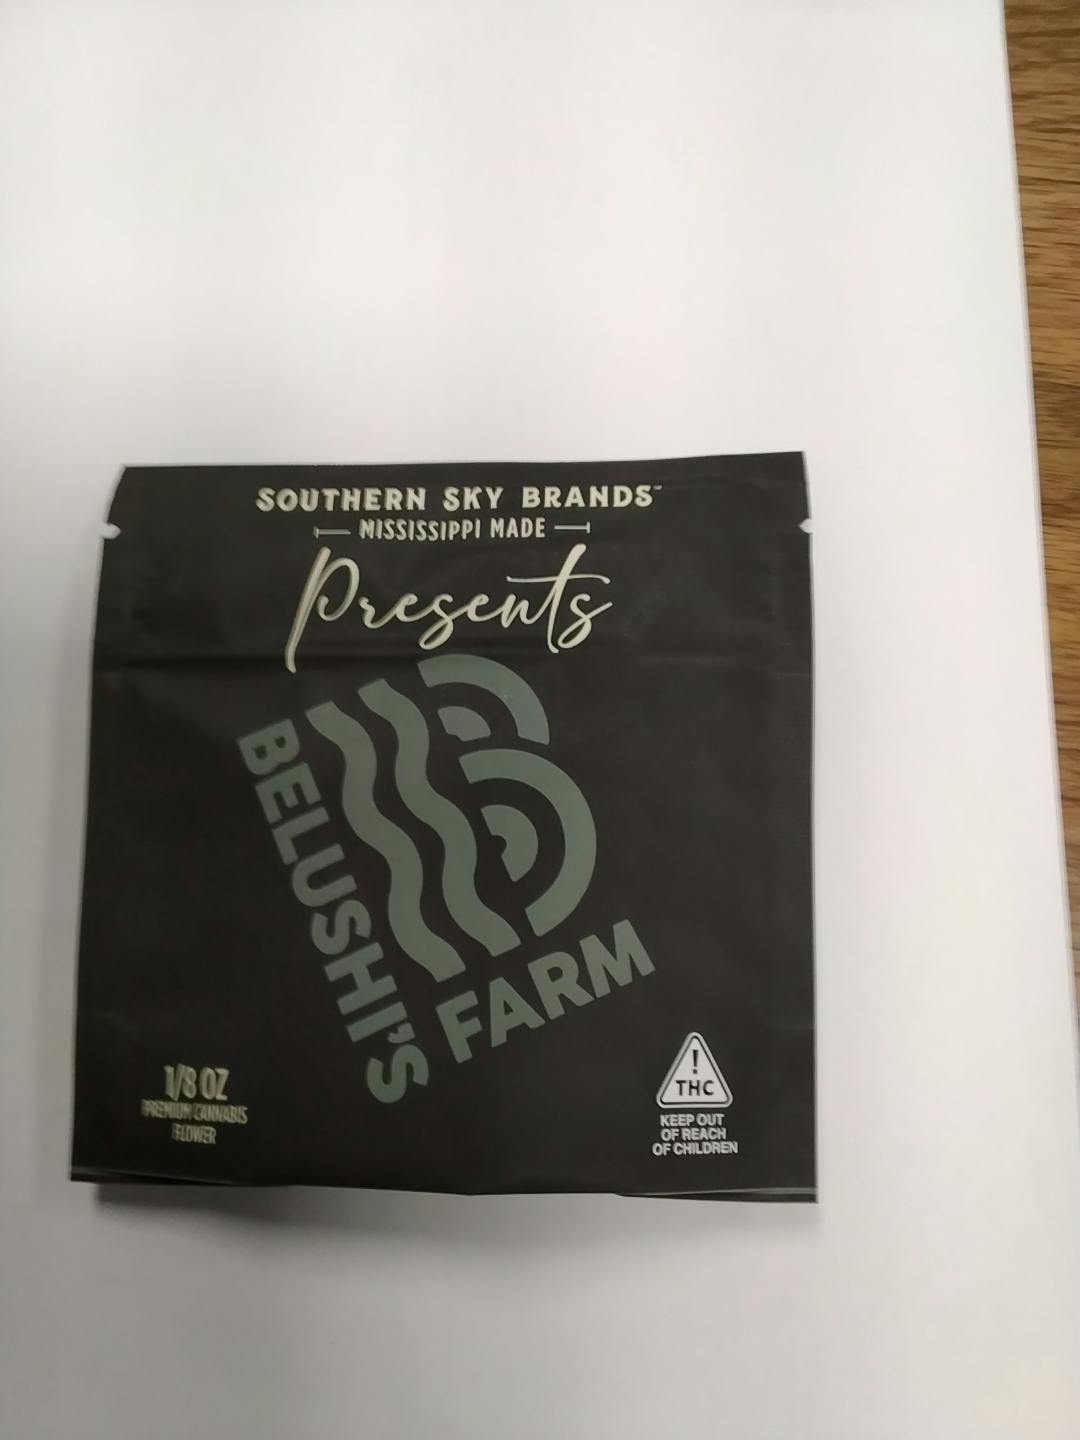 SOUTHERN SKY BRANDS™
MISSISSIPPI MADE
Presents
BELUSHI'S
FARM
1/8 OZ
PREMIUM CANNABIS
FLOWER
!
THC
KEEP OUT
OF REACH
OF CHILDREN